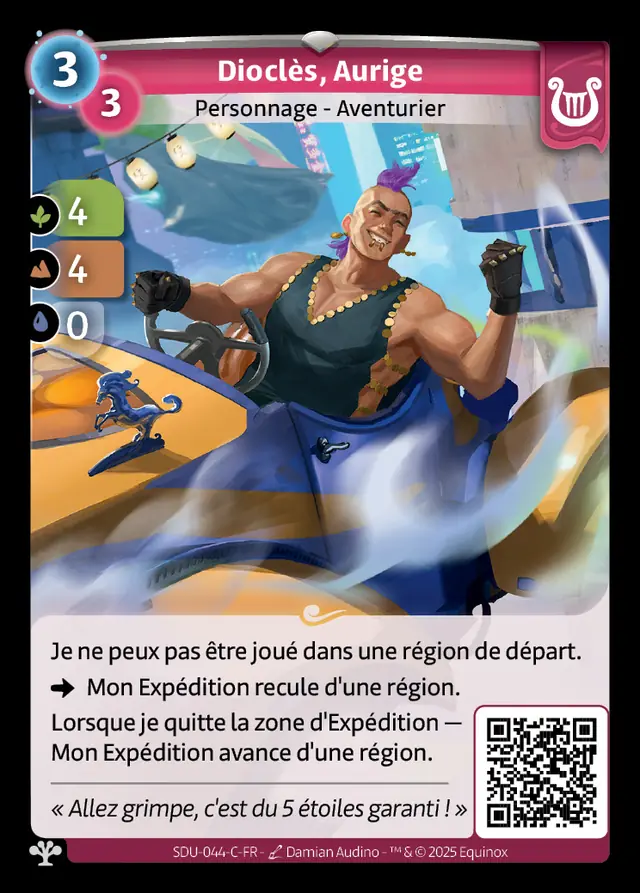 3
Dioclès, Aurige
3
Personnage - Aventurier
4
4
0
Je ne peux pas être joué dans une région de départ.
Mon Expédition recule d'une région.
Lorsque je quitte la zone d'Expédition —
Mon Expédition avance d'une région.
« Allez grimpe, c'est du 5 étoiles garanti ! »
SDU-044-C-FR - Damian Audino - ™ & © 2025 Equinox